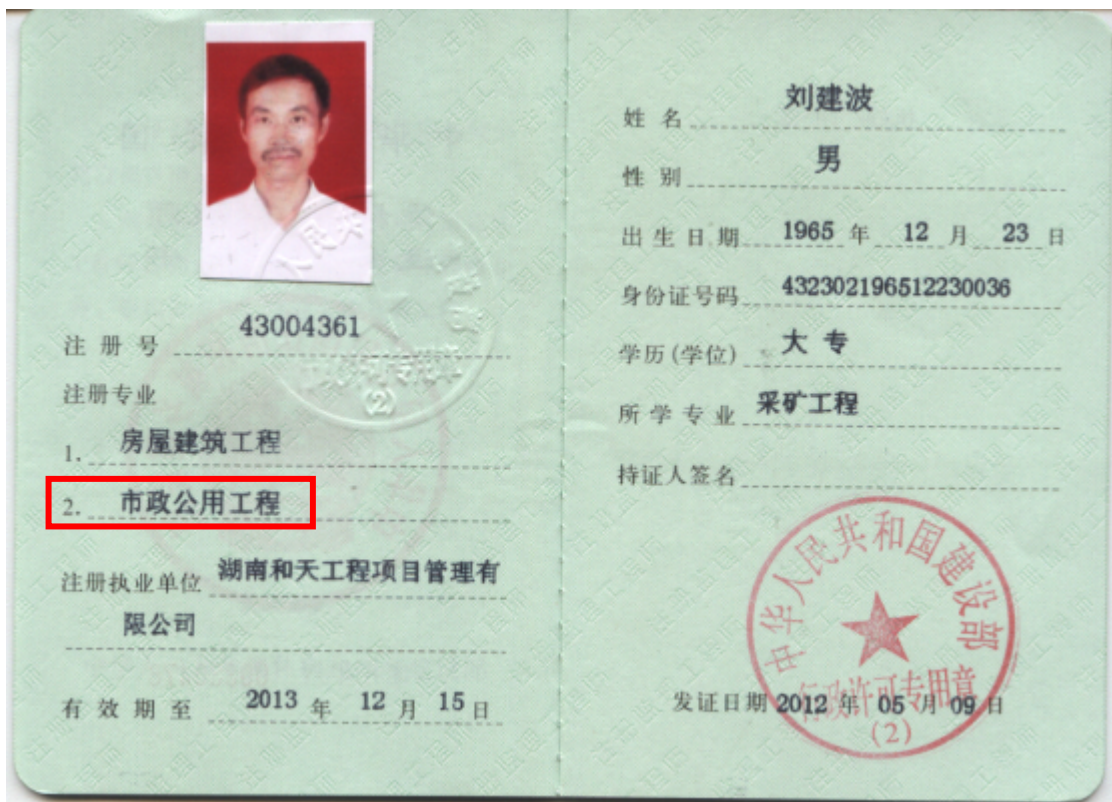 注册号 43004361
注册专业
1. 房屋建筑工程
2. 市政公用工程
注册执业单位 湖南和天工程项目管理有
限公司
有效期至 2013 年 12 月 15 日
姓名 刘建波
性别 男
出生日期 1965 年 12 月 23 日
身份证号码 432302196512230036
学历(学位) 大专
所学专业 采矿工程
持证人签名
中华人民共和国建设部
行政许可专用章
(2)
发证日期 2012 年 05 月 09 日